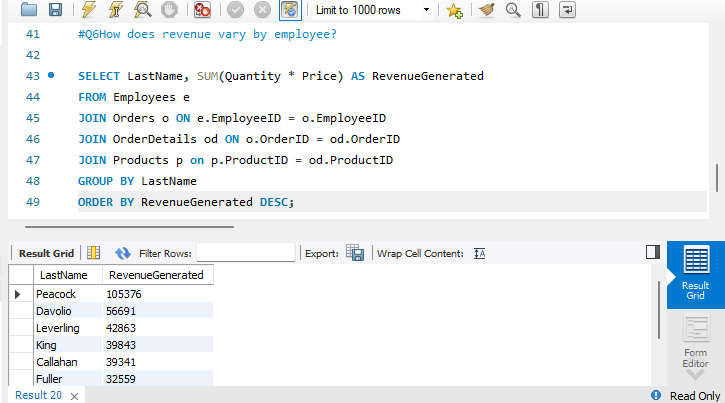 Limit to 1000 rows
41 #Q6How does revenue vary by employee?
42
43 SELECT LastName, SUM(Quantity * Price) AS RevenueGenerated
44 FROM Employees e
45 JOIN Orders o ON e.EmployeeID = o.EmployeeID
46 JOIN OrderDetails od ON o.OrderID = od.OrderID
47 JOIN Products p on p.ProductID = od.ProductID
48 GROUP BY LastName
49 ORDER BY RevenueGenerated DESC;
Result Grid Filter Rows: Export: Wrap Cell Content: IA
LastName RevenueGenerated
Peacock 105376
Davolio 56691
Leverling 42863
King 39843
Callahan 39341
Fuller 32559
Result Grid
Form Editor
Result 20 Read Only